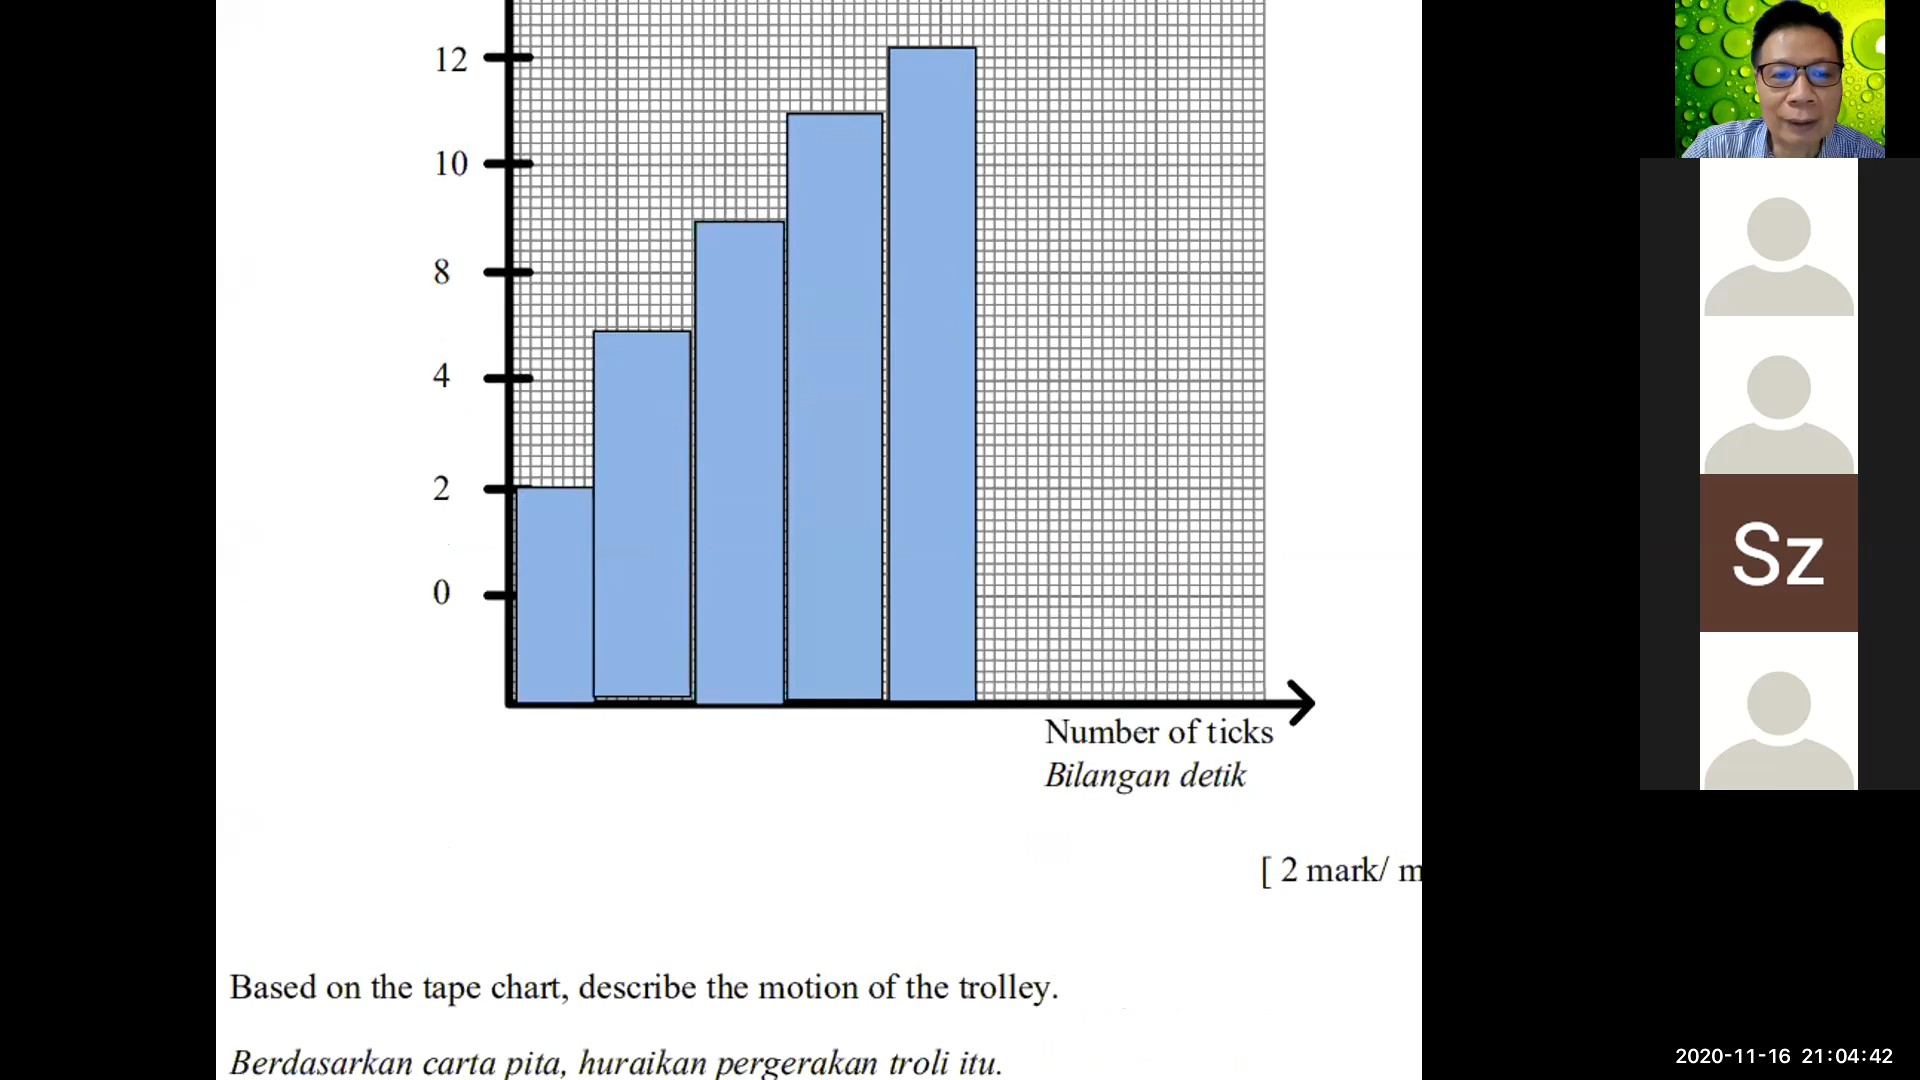 12
10
8
4
2
0
Number of ticks
Bilangan detik
[ 2 mark/ m
Based on the tape chart, describe the motion of the trolley.
Berdasarkan carta pita, huraikan pergerakan troli itu.
Sz
2020-11-16 21:04:42